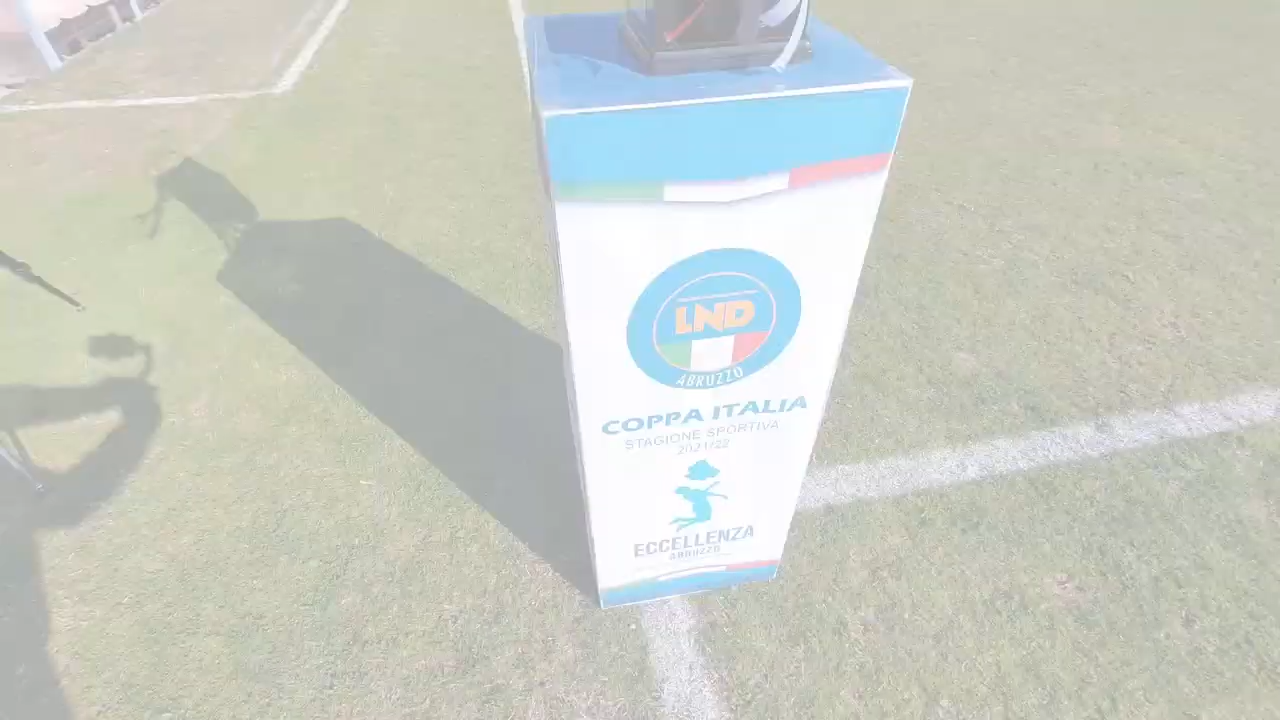 LND
ABRUZZO
COPPA ITALIA
STAGIONE SPORTIVA
2021/22
ECCELLENZA
ABRUZZO